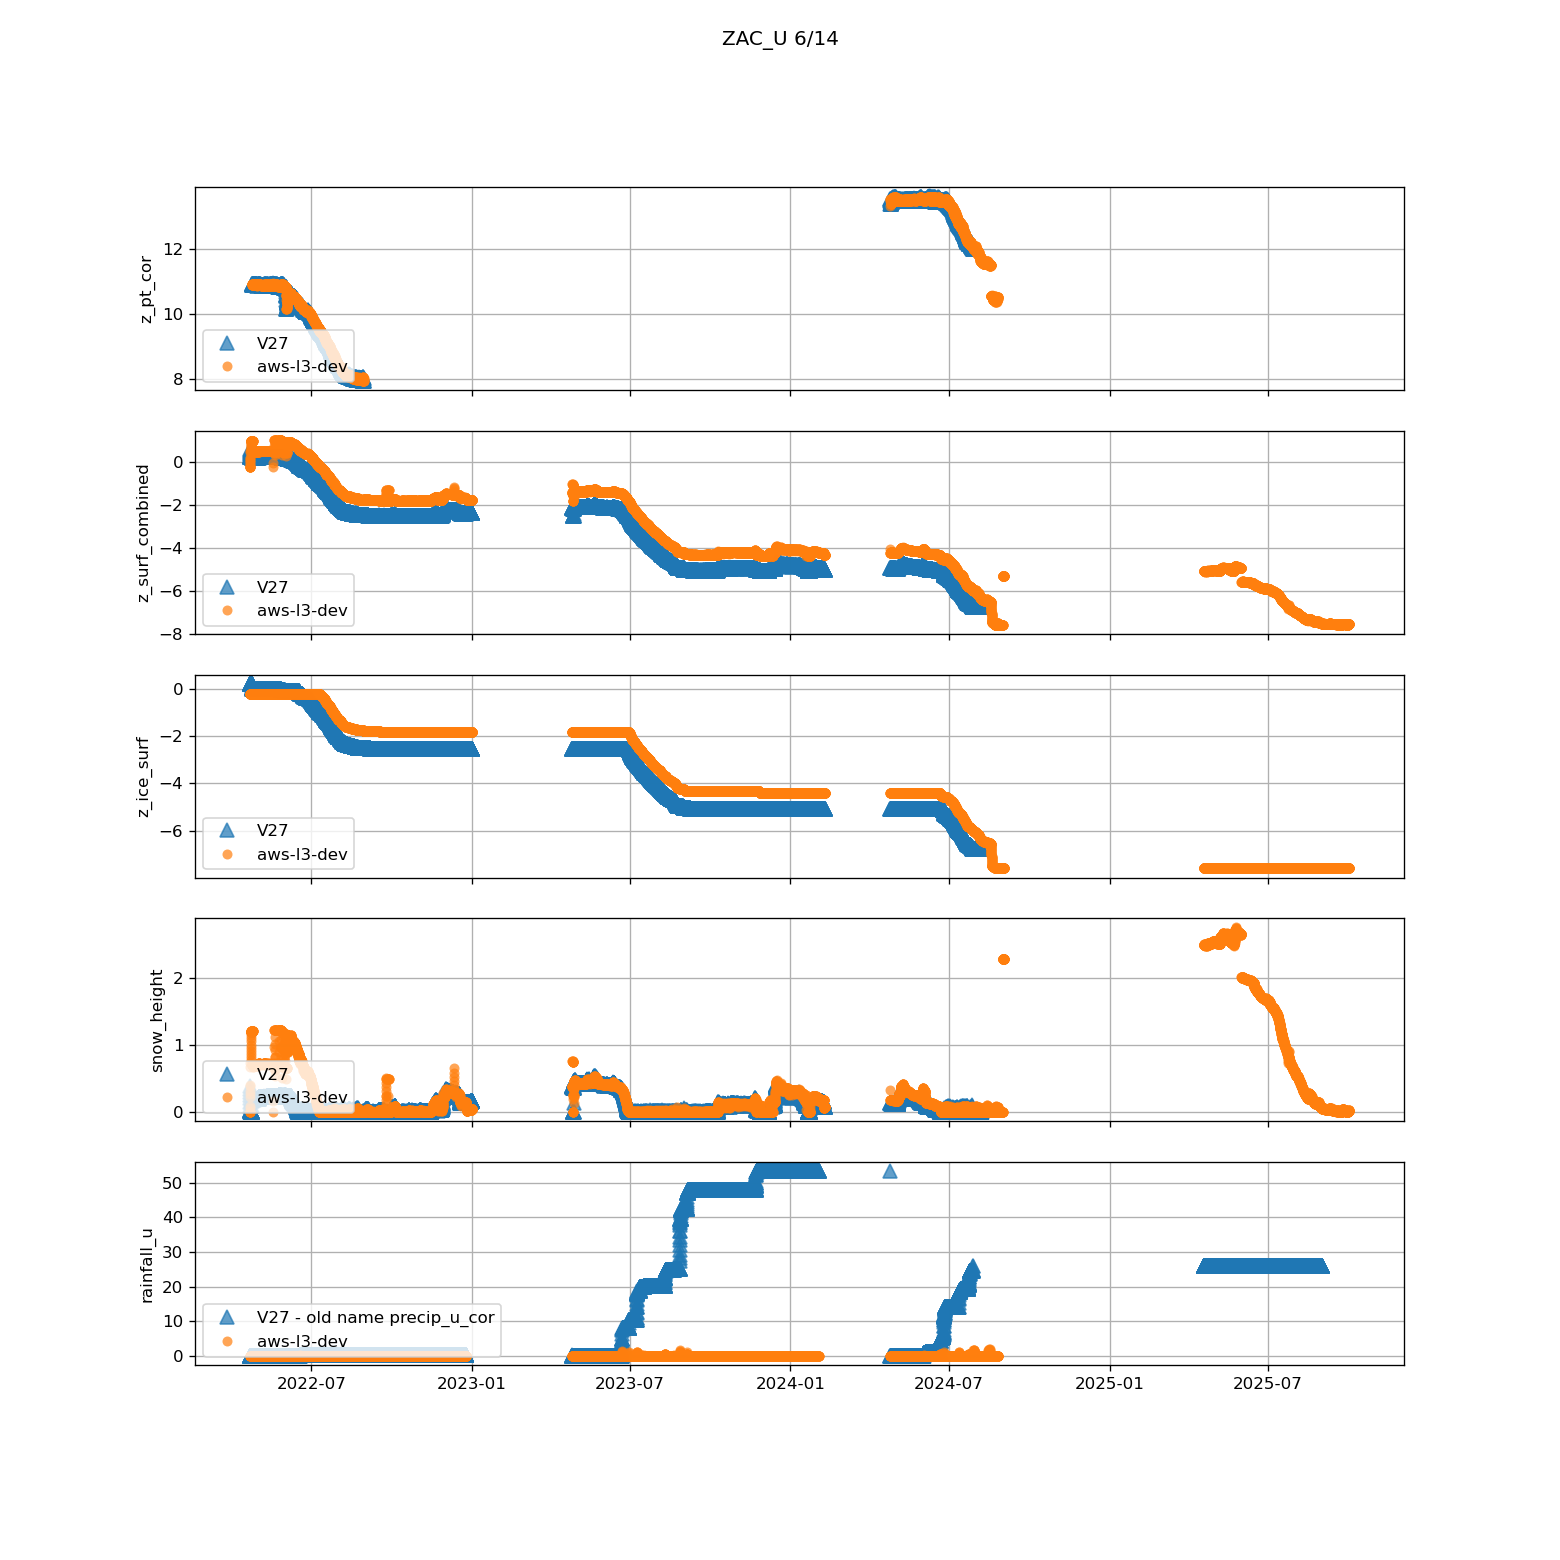 ZAC_U 6/14
z_pt_cor
12
10
8
V27
aws-l3-dev
z_surf_combined
0
−2
−4
−6
−8
V27
aws-l3-dev
z_ice_surf
0
−2
−4
−6
V27
aws-l3-dev
snow_height
2
1
0
V27
aws-l3-dev
rainfall_u
50
40
30
20
10
0
V27 - old name precip_u_cor
aws-l3-dev
2022-07 2023-01 2023-07 2024-01 2024-07 2025-01 2025-07